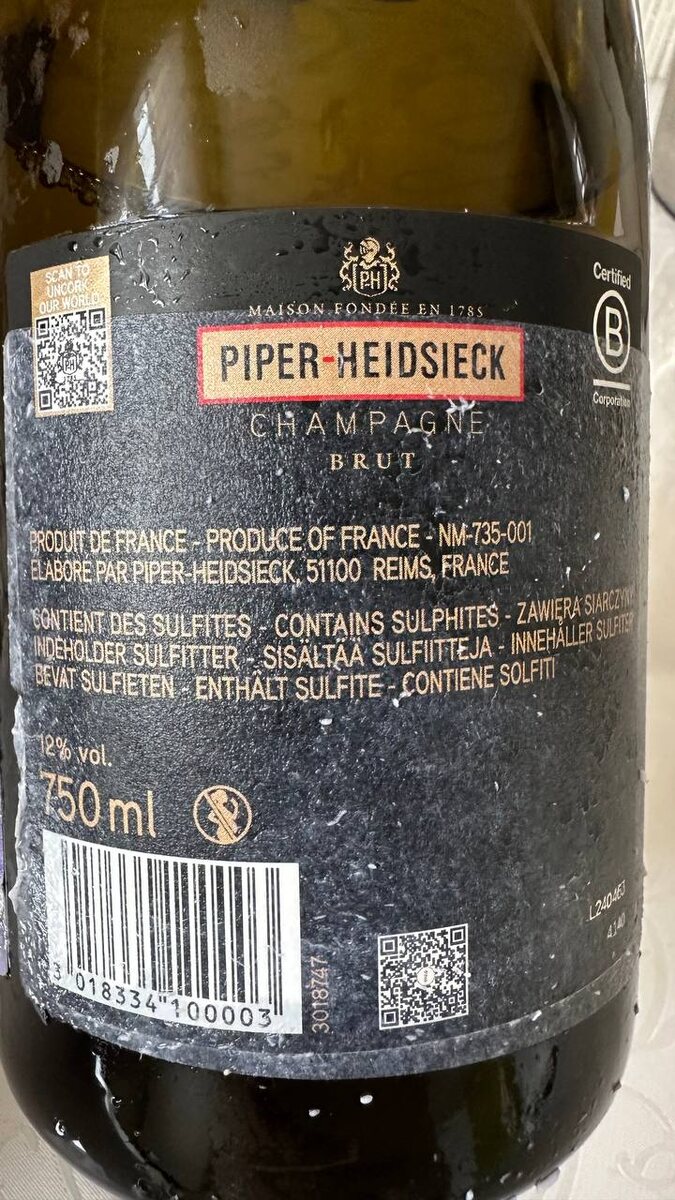 SCAN TO
UNCORK
OUR WORLD
PH
MAISON FONDÉE EN 1785
Certified
B
Corporation
PIPER-HEIDSIECK
CHAMPAGNE
BRUT
PRODUIT DE FRANCE - PRODUCE OF FRANCE - NM-735-001
ELABORÉ PAR PIPER-HEIDSIECK, 51100 REIMS, FRANCE
CONTIENT DES SULFITES - CONTAINS SULPHITES - ZAWIERA
INDEHOLDER SULFITTER - SISÄLTÄÄ SULFIITTEJA - INNEHÅLLER SULFITER
BEVAT SULFIETEN - ENTHÄLT SULFITE - CONTIENE SOLFITI
12% vol.
750 ml
3 018334 100003
3018747
L240463
4340